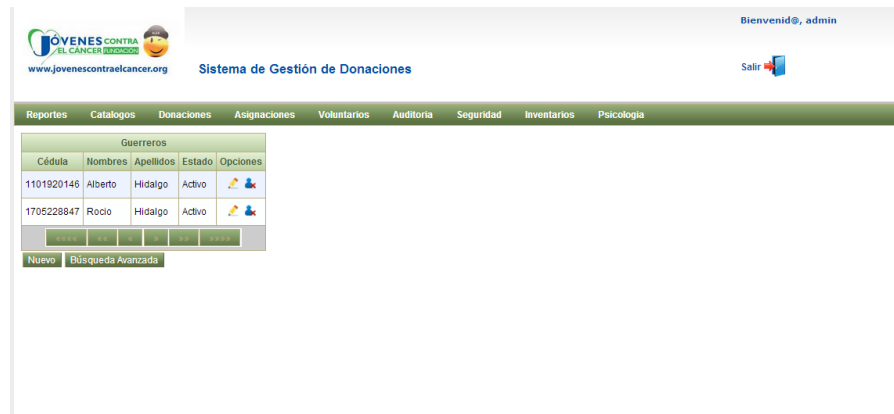 Bienvenid@, admin
JÓVENES CONTRA
EL CÁNCER FUNDACIÓN
www.jovenescontraelcancer.org
Sistema de Gestión de Donaciones
Salir
Reportes Catalogos Donaciones Asignaciones Voluntarios Auditoria Seguridad Inventarios Psicologia
Guerreros
Cédula Nombres Apellidos Estado Opciones
1101920146 Alberto Hidalgo Activo
1705228847 Rocio Hidalgo Activo
«««« «« « » »» »»»»
Nuevo Búsqueda Avanzada